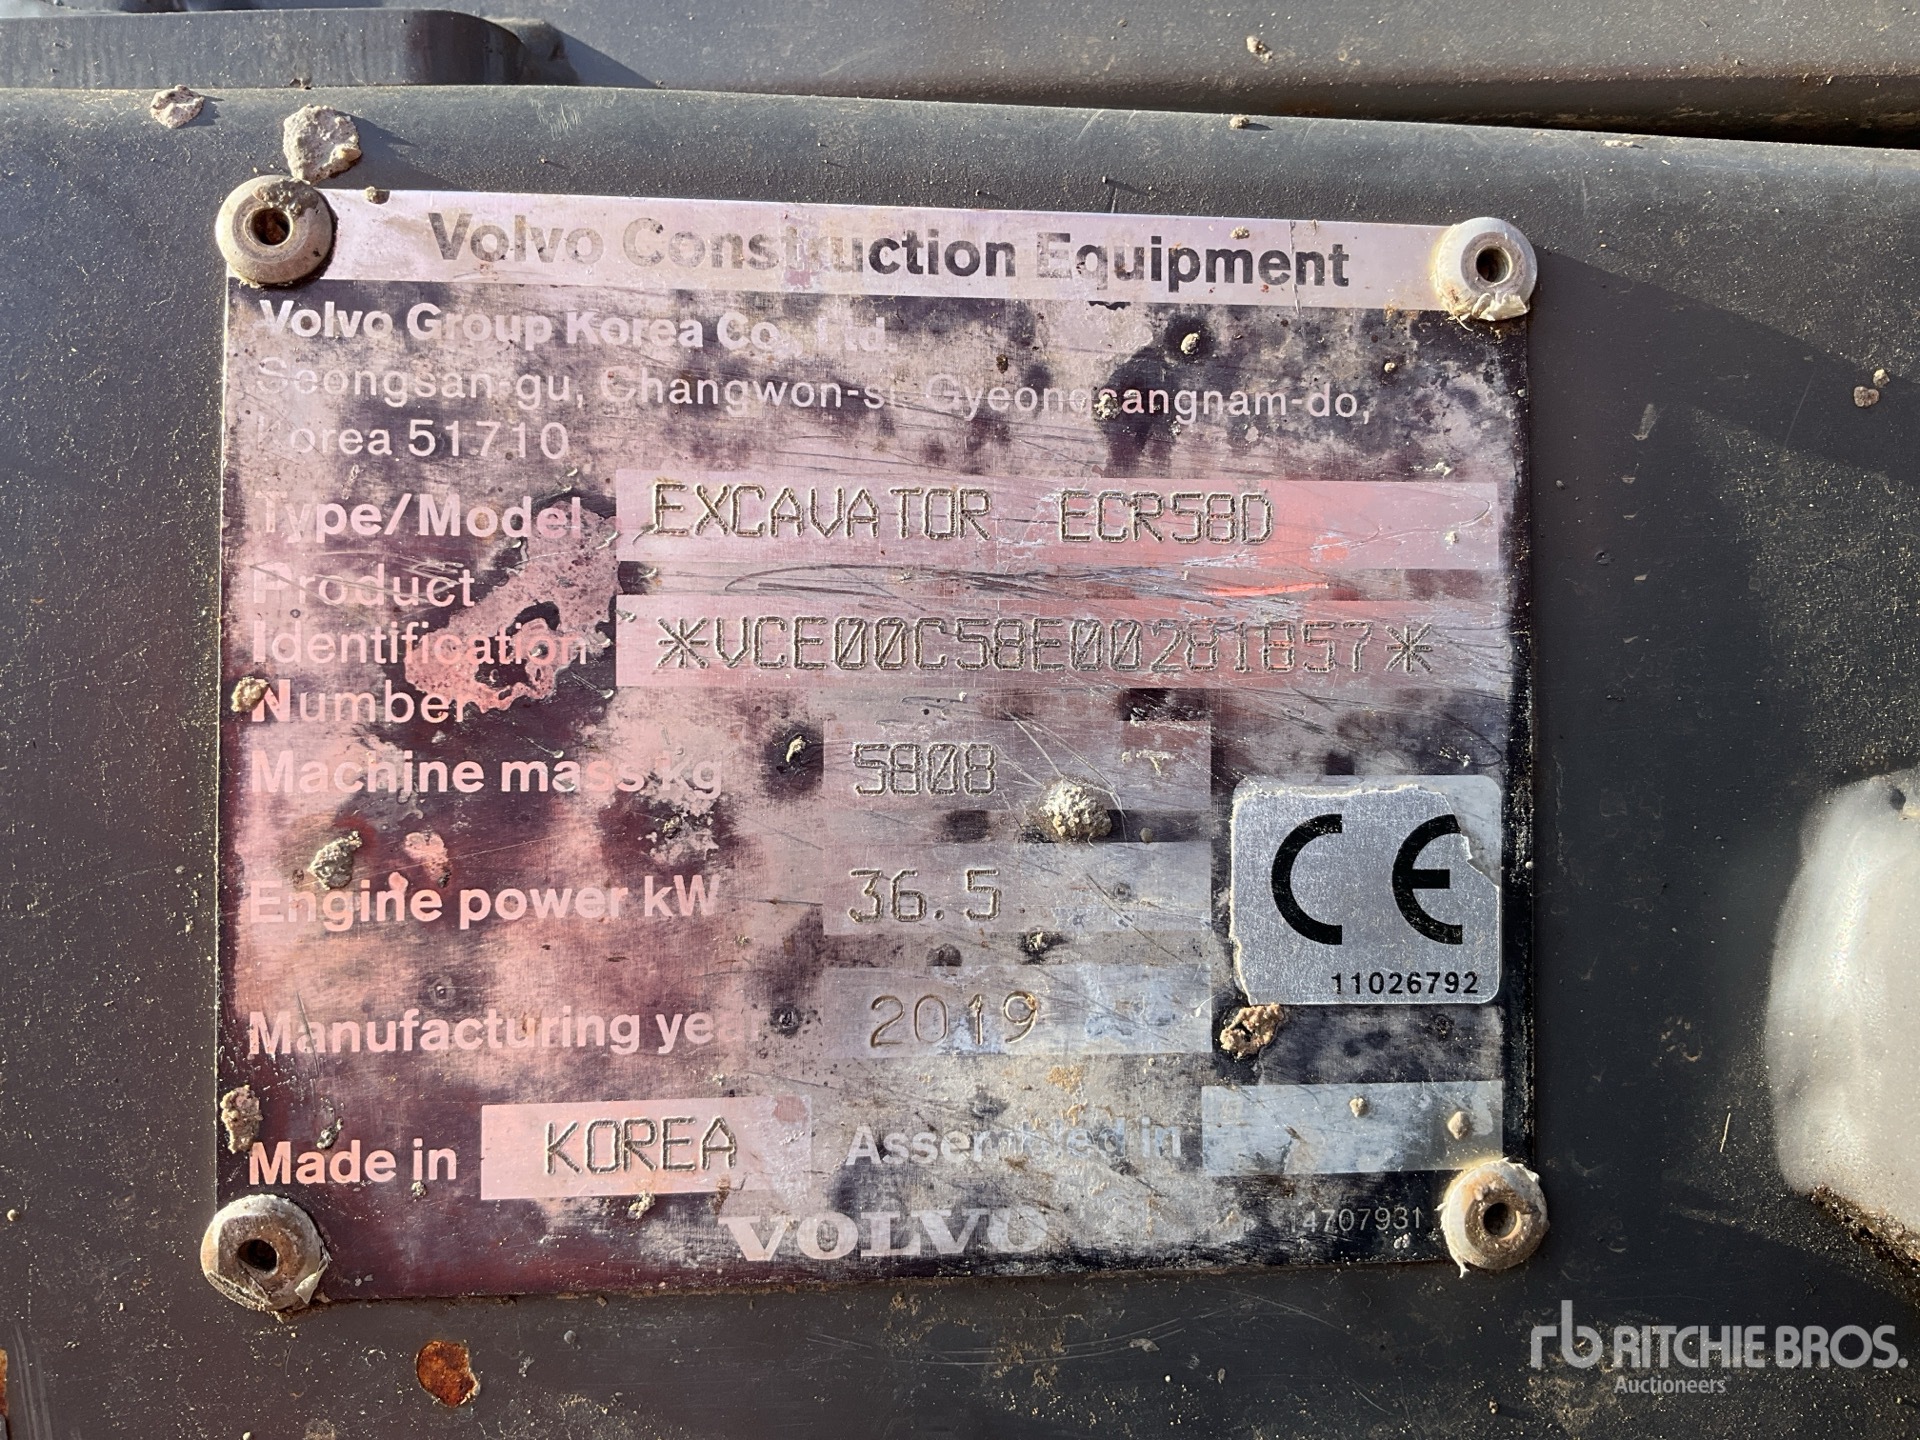 Volvo Construction Equipment
Volvo Group Korea Co., Ltd.
Seongsan-gu, Changwon-si, Gyeongsangnam-do,
Korea 51710
Type/Model EXCAVATOR ECR58D
Product
Identification *VCE00C58E00281857*
Number
Machine mass kg 5808
Engine power kW 36.5
CE
11026792
Manufacturing year 2019
Made in KOREA Assembled in
VOLVO 14707931
rb RITCHIE BROS.
Auctioneers